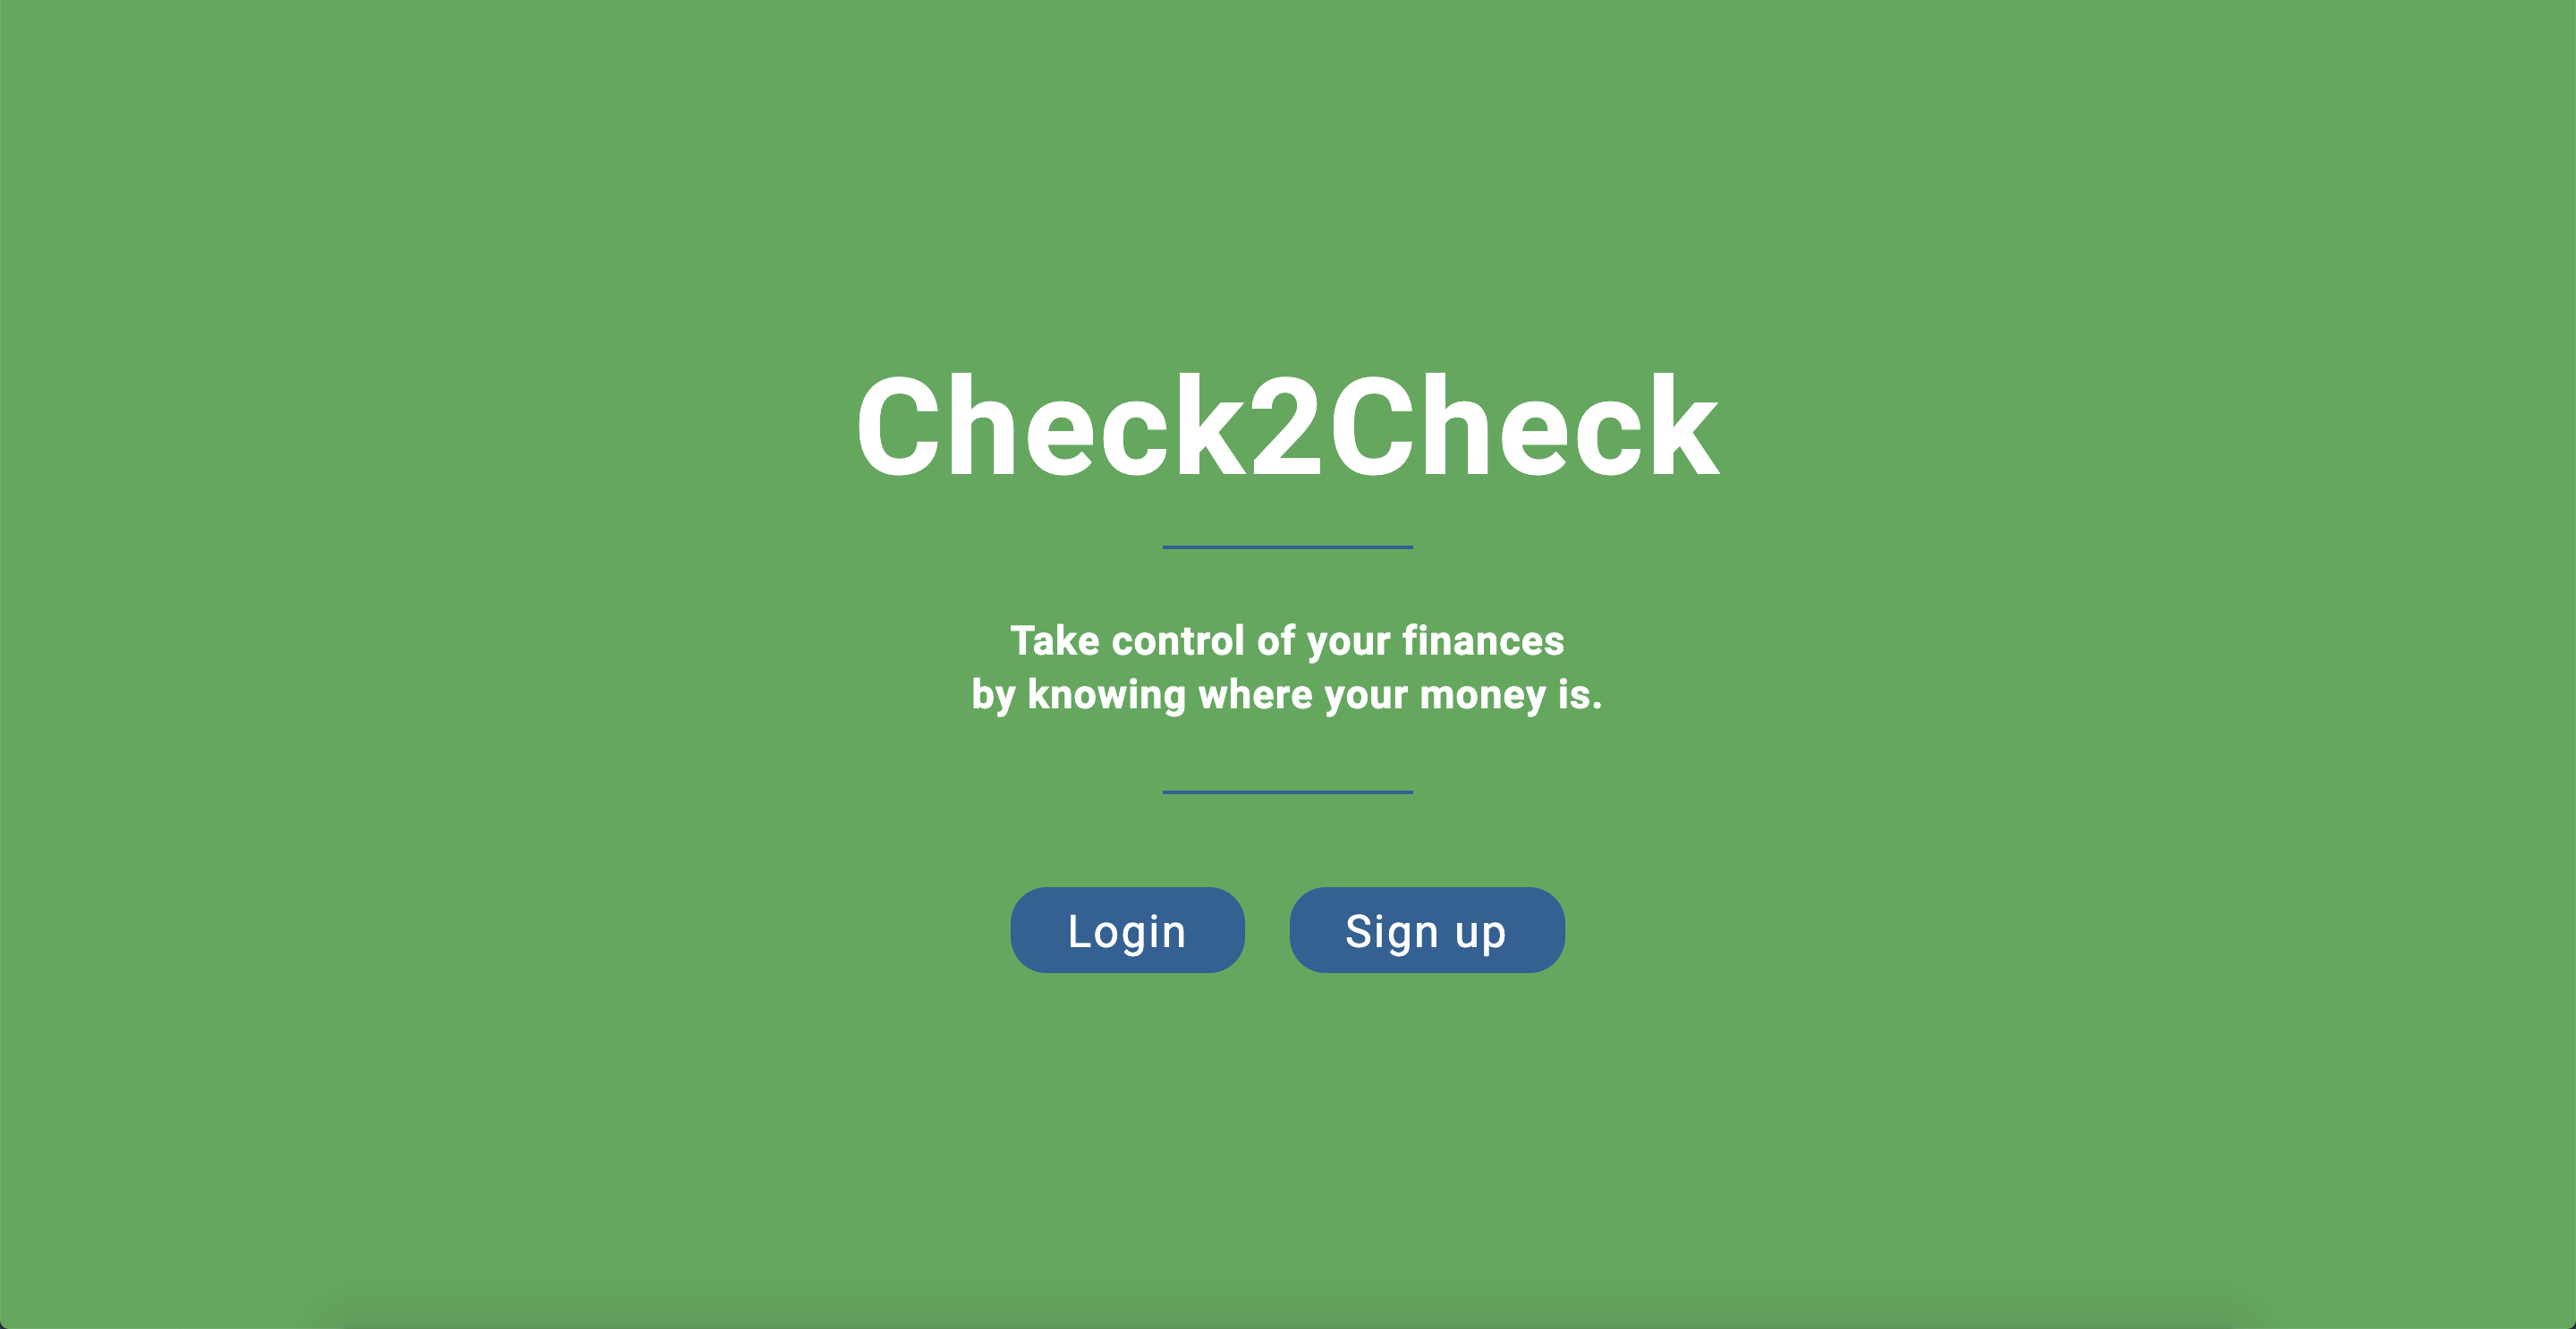 Check2Check
Take control of your finances
by knowing where your money is.
Login
Sign up